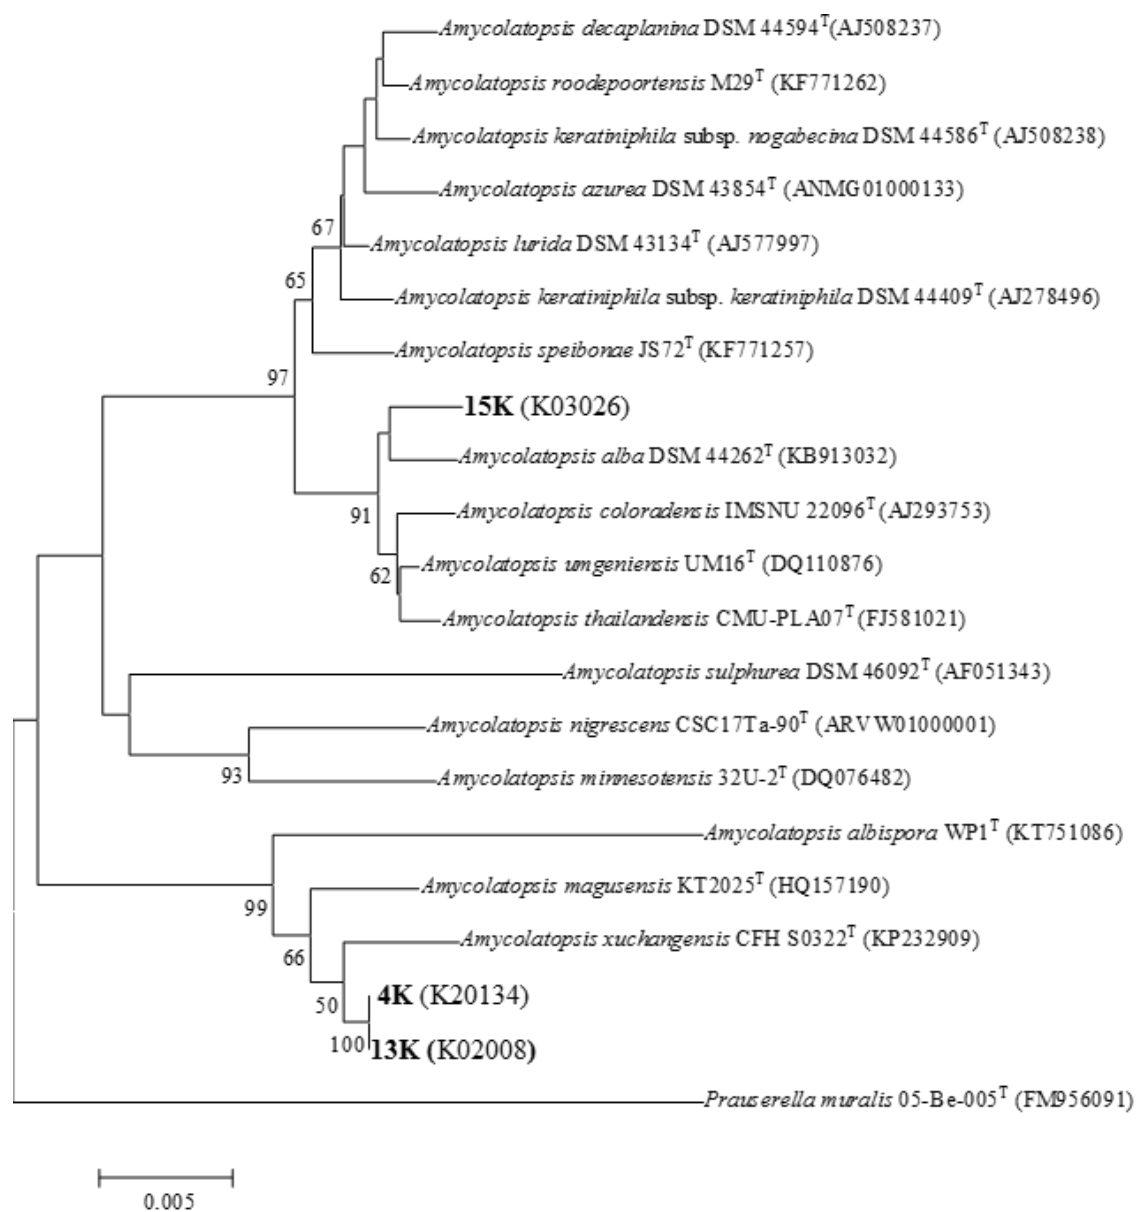 Amycolatopsis decaplanina DSM 44594T(AJ508237)
Amycolatopsis roodepoortensis M29T (KF771262)
Amycolatopsis keratiniphila subsp. nogabecina DSM 44586T (AJ508238)
Amycolatopsis azurea DSM 43854T (ANMG01000133)
67
Amycolatopsis lurida DSM 43134T (AJ577997)
65
Amycolatopsis keratiniphila subsp. keratiniphila DSM 44409T (AJ278496)
Amycolatopsis speibonae JS72T (KF771257)
97
15K (K03026)
Amycolatopsis alba DSM 44262T (KB913032)
91
Amycolatopsis coloradensis IMSNU 22096T (AJ293753)
Amycolatopsis umgeniensis UM16T (DQ110876)
62
Amycolatopsis thailandensis CMU-PLA07T (FJ581021)
Amycolatopsis sulphurea DSM 46092T (AF051343)
Amycolatopsis nigrescens CSC17Ta-90T (ARVW01000001)
93
Amycolatopsis minnesotensis 32U-2T (DQ076482)
Amycolatopsis albispora WP1T (KT751086)
Amycolatopsis magusensis KT2025T (HQ157190)
99
Amycolatopsis xuchangensis CFH S0322T (KP232909)
66
4K (K20134)
50
100
13K (K02008)
Prauserella muralis 05-Be-005T (FM956091)
0.005